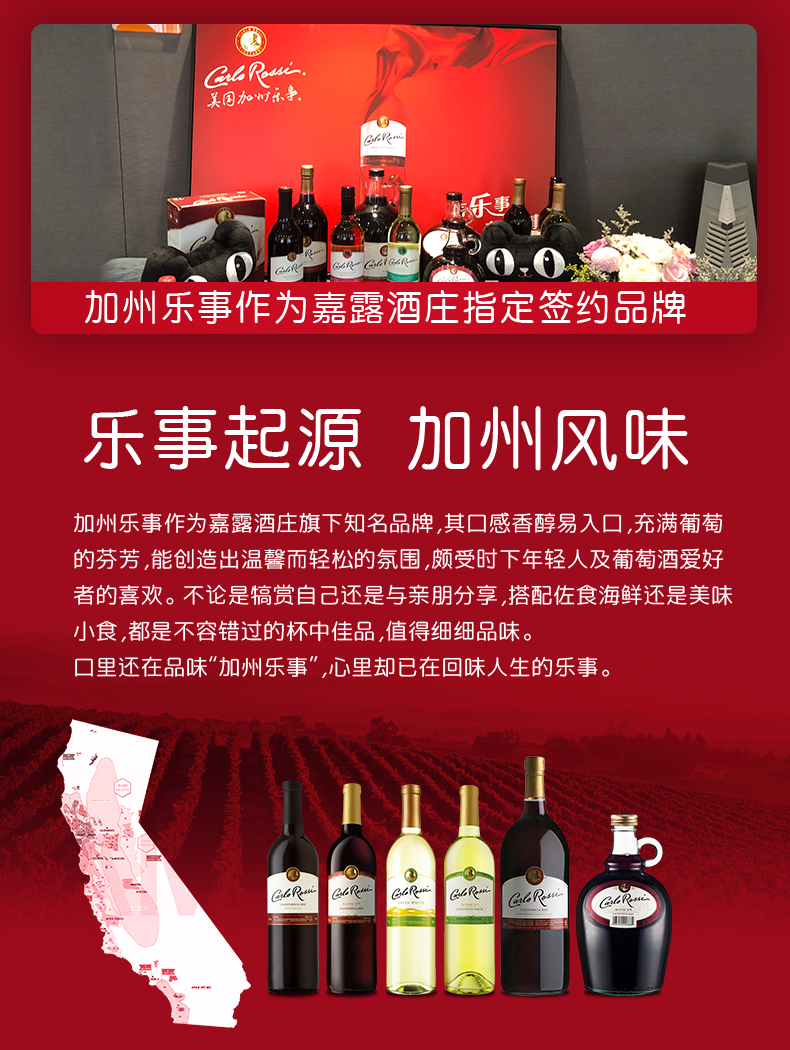 Carlo Rossi
美国加州乐事
Carlo Rossi
乐事
加州乐事作为嘉露酒庄指定签约品牌
乐事起源 加州风味
加州乐事作为嘉露酒庄旗下知名品牌,其口感香醇易入口,充满葡萄
的芬芳,能创造出温馨而轻松的氛围,颇受时下年轻人及葡萄酒爱好
者的喜欢。不论是犒赏自己还是与亲朋分享,搭配佐食海鲜还是美味
小食,都是不容错过的杯中佳品,值得细细品味。
口里还在品味“加州乐事”,心里却已在回味人生的乐事。
Carlo Rossi
Carlo Rossi
Carlo Rossi
Carlo Rossi
Carlo Rossi
Carlo Rossi